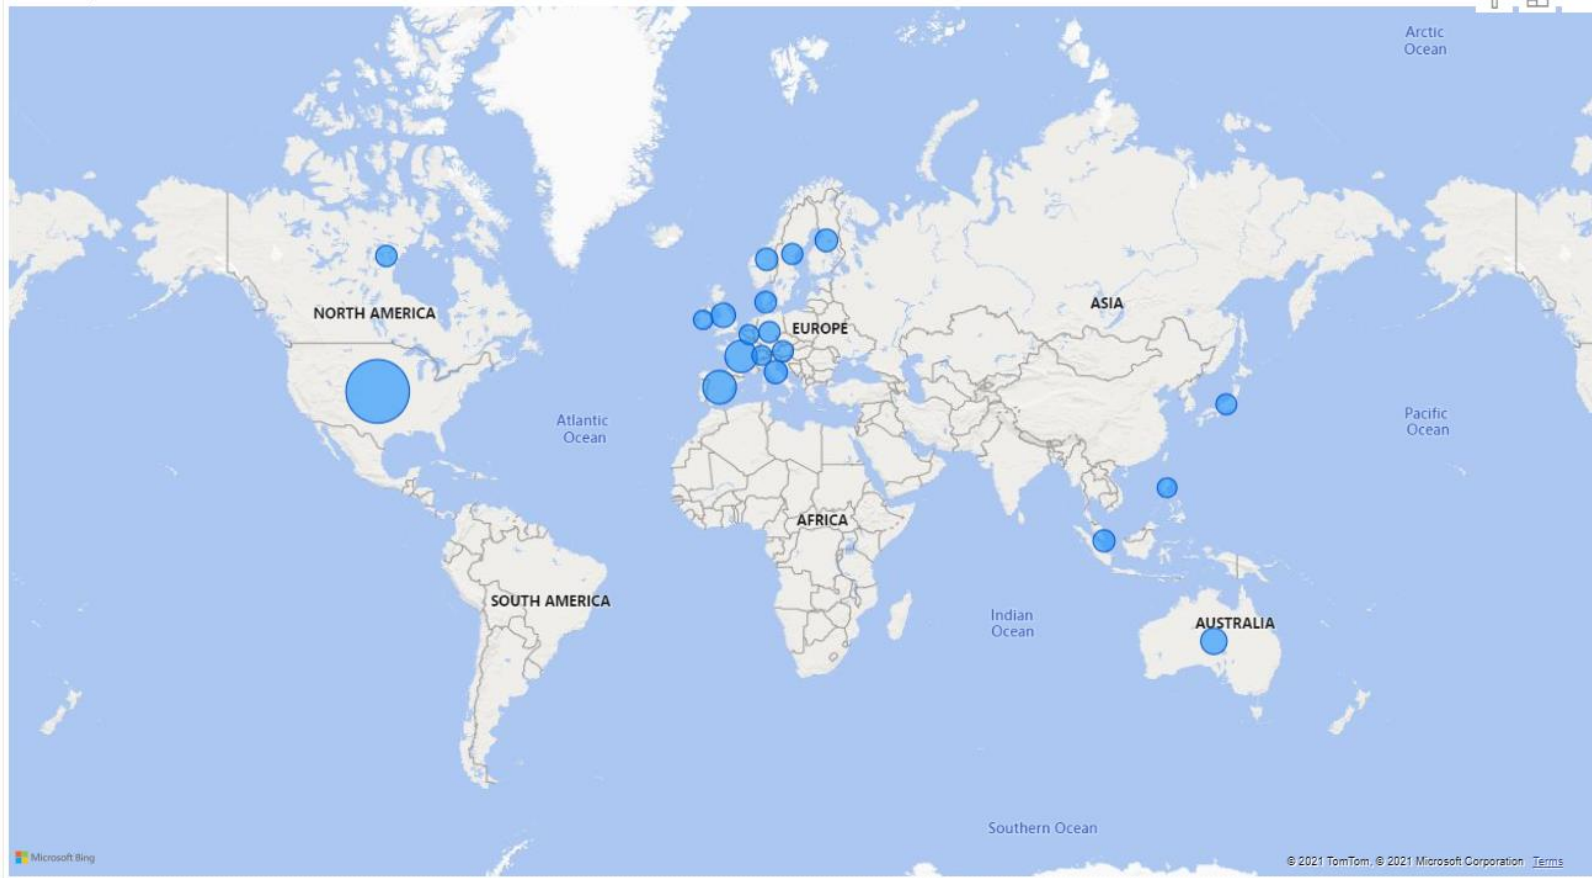 Arctic
Ocean
NORTH AMERICA
ASIA
EUROPE
Atlantic
Ocean
Pacific
Ocean
AFRICA
SOUTH AMERICA
Indian
Ocean
AUSTRALIA
Southern Ocean
Microsoft Bing
© 2021 TomTom, © 2021 Microsoft Corporation Terms